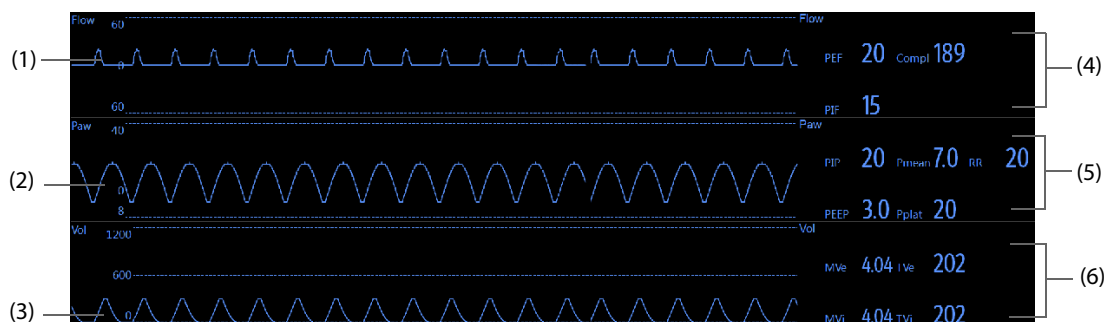 Flow 60 Flow
(1) 0 PEF 20 Compl 189 (4)
60 PIF 15
Paw 40 Paw
PIP 20 Pmean 7.0 RR 20
(2) 0 (5)
8 PEEP 3.0 Pplat 20
Vol 1200 Vol
600 MVe 4.04 TVe 202 (6)
(3) 0 MVi 4.04 TVi 202